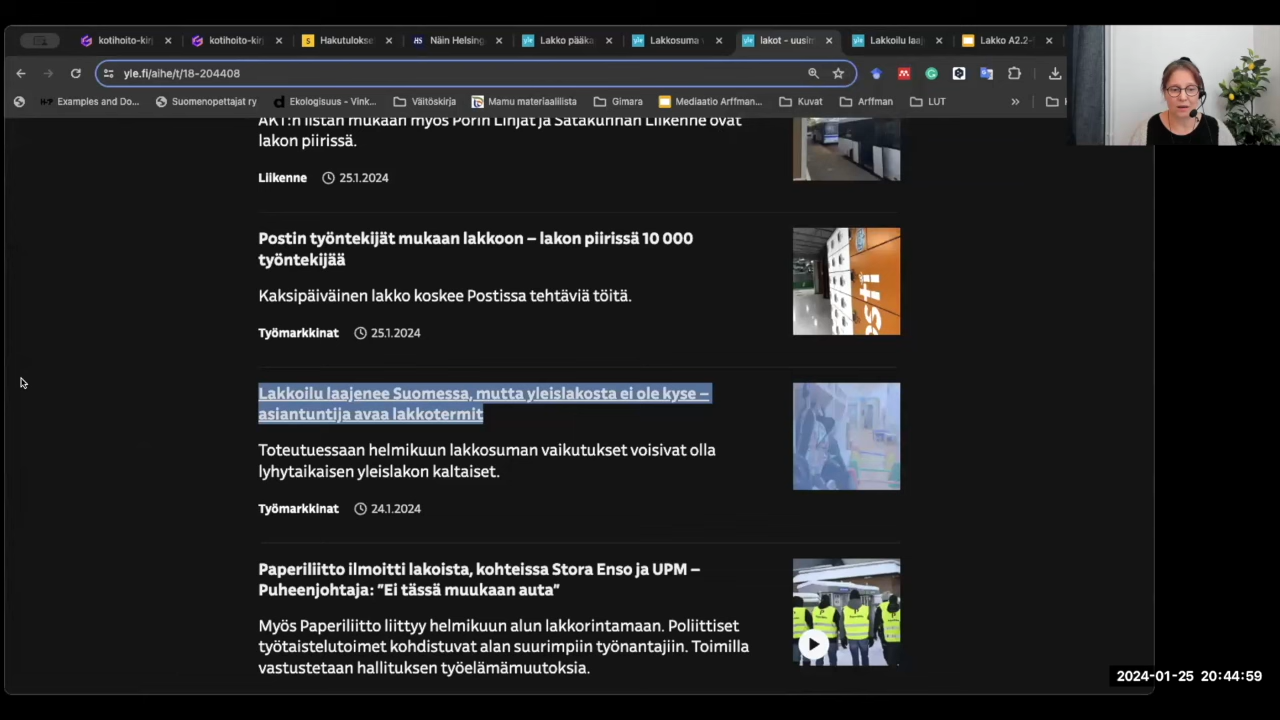 kotihoito-kirj
kotihoito-kirj
Hakutulokse
Näin Helsing
Lakko pääka
Lakkosuma v
lakot - uusim
Lakkoilu laaj
Lakko A2.2-
yle.fi/aihe/t/18-204408
Examples and Do...
Suomenopettajat ry
Ekologisuus - Vink...
Väitöskirja
Mamu materiaalilista
Gimara
Mediaatio Arffman...
Kuvat
Arffman
LUT
AKT:n listan mukaan myös Porin Linjat ja Satakunnan Liikenne ovat
lakon piirissä.
Liikenne 25.1.2024
Postin työntekijät mukaan lakkoon – lakon piirissä 10 000
työntekijää
Kaksipäiväinen lakko koskee Postissa tehtäviä töitä.
Työmarkkinat 25.1.2024
posti
Lakkoilu laajenee Suomessa, mutta yleislakosta ei ole kyse –
asiantuntija avaa lakkotermit
Toteutuessaan helmikuun lakkosuman vaikutukset voisivat olla
lyhytaikaisen yleislakon kaltaiset.
Työmarkkinat 24.1.2024
Paperiliitto ilmoitti lakoista, kohteissa Stora Enso ja UPM –
Puheenjohtaja: ”Ei tässä muukaan auta”
Myös Paperiliitto liittyy helmikuun alun lakkorintamaan. Poliittiset
työtaistelutoimet kohdistuvat alan suurimpiin työnantajiin. Toimilla
vastustetaan hallituksen työelämämuutoksia.
2024-01-25 20:44:59